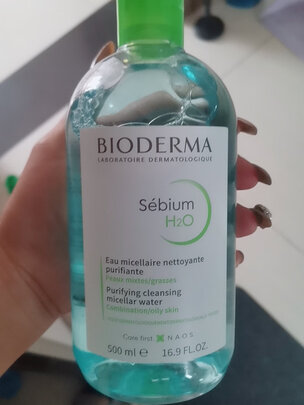 BIODERMA
LABORATOIRE DERMATOLOGIQUE
Sébium
H2O
Eau micellaire nettoyante
purifiante
Peaux mixtes/grasses
Purifying cleansing
micellar water
Combination/oily skin
Care first. NAOS
500 ml e 16.9 FL.OZ.